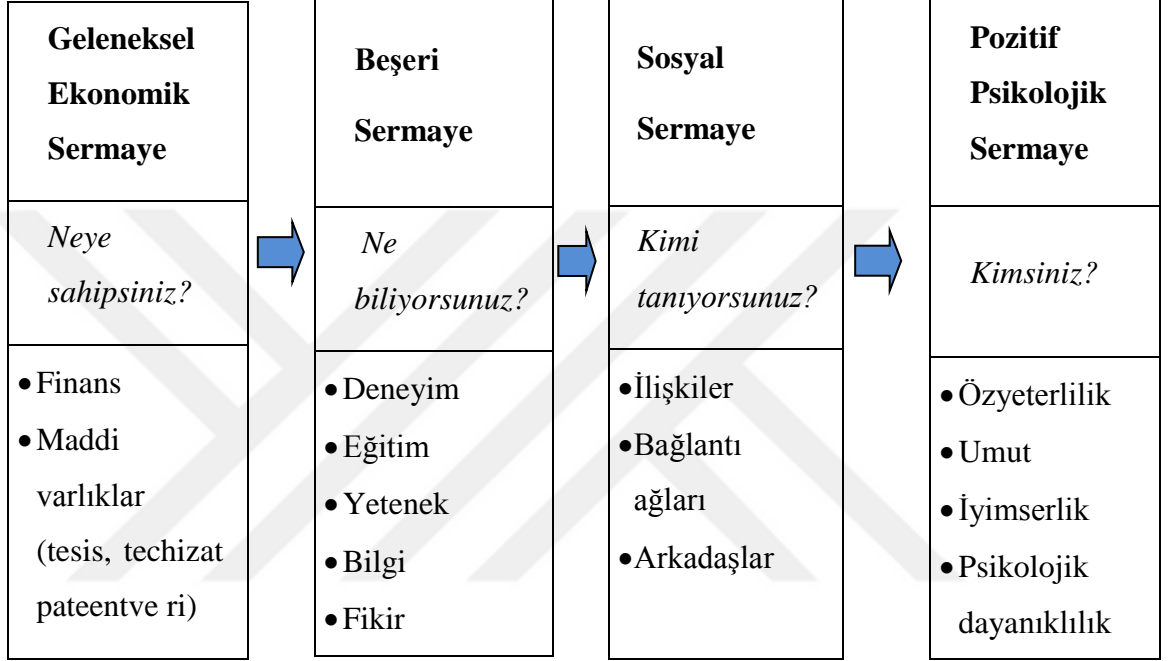 Geleneksel
Ekonomik
Sermaye
Neye
sahipsiniz?
• Finans
• Maddi
varlıklar
(tesis, techizat
pateentve ri)
Beşeri
Sermaye
Ne
biliyorsunuz?
• Deneyim
• Eğitim
• Yetenek
• Bilgi
• Fikir
Sosyal
Sermaye
Kimi
tanıyorsunuz?
•İlişkiler
•Bağlantı
ağları
•Arkadaşlar
Pozitif
Psikolojik
Sermaye
Kimsiniz?
• Özyeterlilik
• Umut
• İyimserlik
• Psikolojik
dayanıklılık